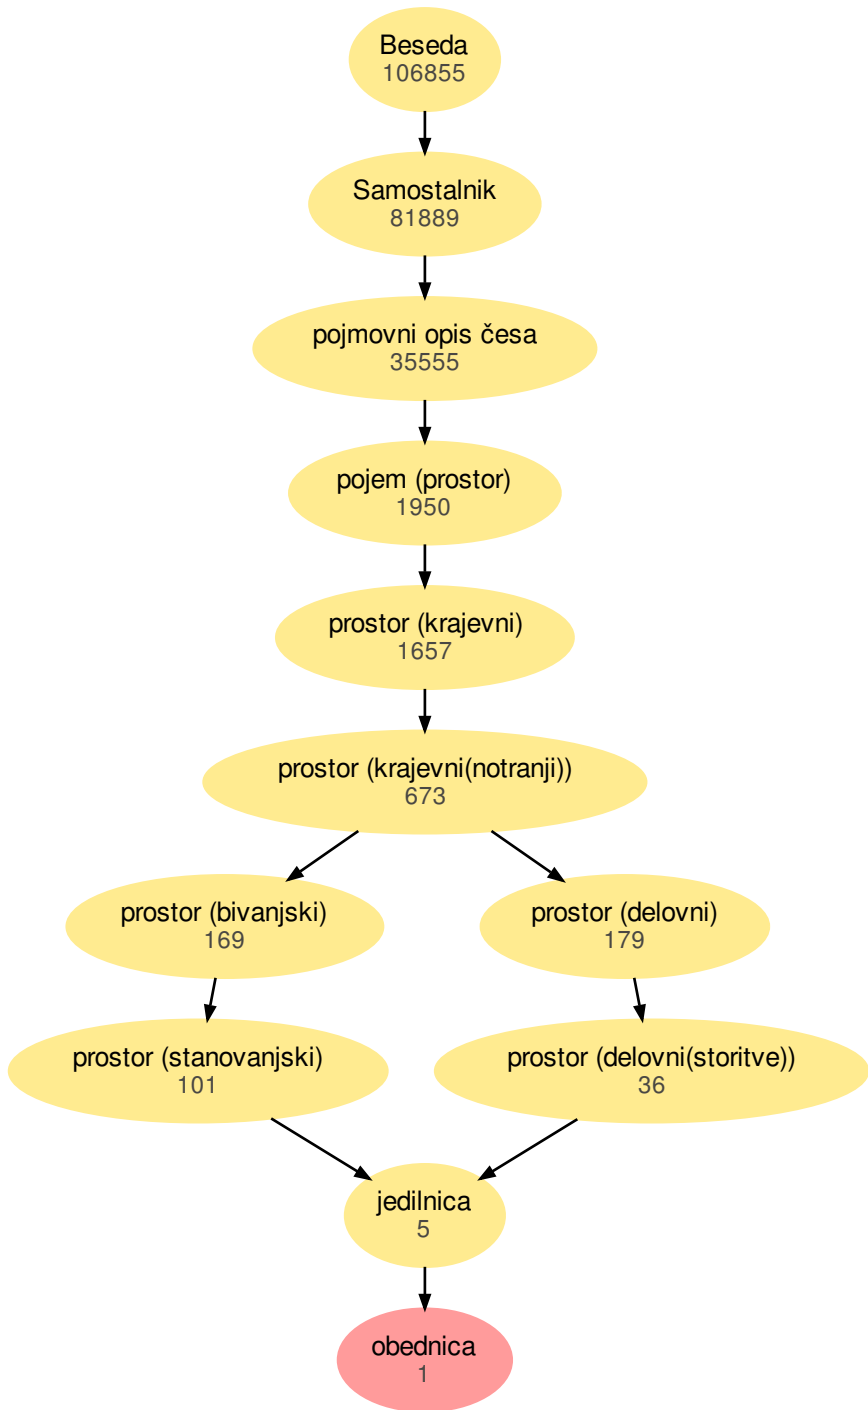 Beseda
106855
Samostalnik
81889
pojmovni opis česa
35555
pojem (prostor)
1950
prostor (krajevni)
1657
prostor (krajevni(notranji))
673
prostor (bivanjski)
169
prostor (delovni)
179
prostor (stanovanjski)
101
prostor (delovni(storitve))
36
jedilnica
5
obednica
1